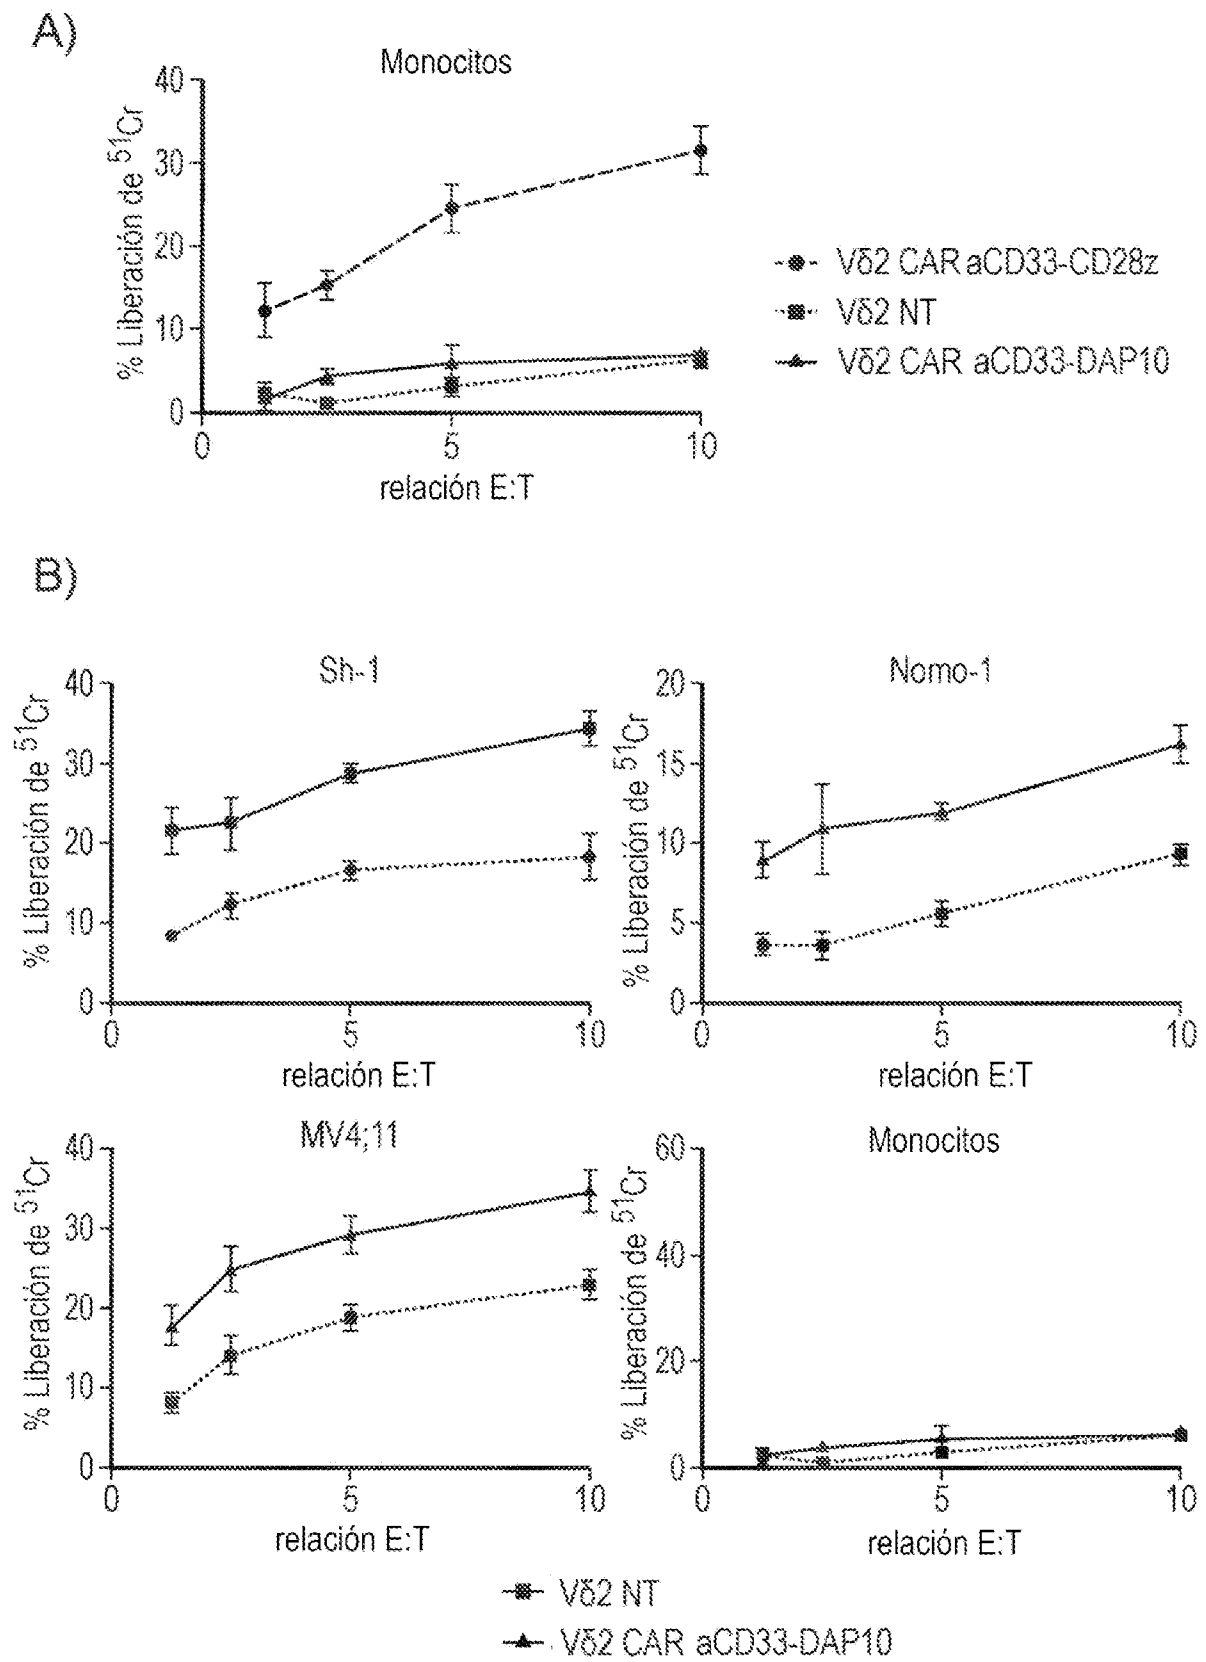 A)
Monocitos
% Liberación de 51Cr
40
30
20
10
0
0
5
10
relación E:T
Vδ2 CAR aCD33-CD28z
Vδ2 NT
Vδ2 CAR aCD33-DAP10
B)
Sh-1
% Liberación de 51Cr
40
30
20
10
0
0
5
10
relación E:T
Nomo-1
% Liberación de 51Cr
20
15
10
5
0
0
5
10
relación E:T
MV4;11
% Liberación de 51Cr
40
30
20
10
0
0
5
10
relación E:T
Monocitos
% Liberación de 51Cr
60
40
20
0
0
5
10
relación E:T
Vδ2 NT
Vδ2 CAR aCD33-DAP10